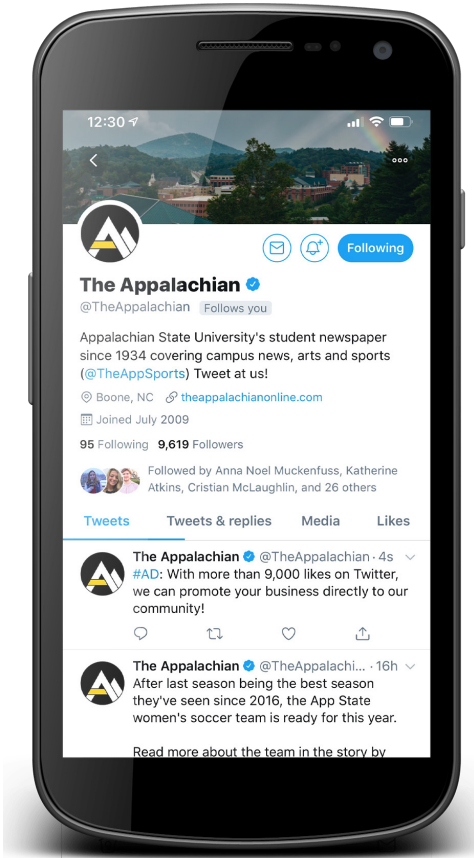 12:30
The Appalachian
Following
@TheAppalachian Follows you
Appalachian State University's student newspaper
since 1934 covering campus news, arts and sports
(@TheAppSports) Tweet at us!
Boone, NC theappalachianonline.com
Joined July 2009
95 Following 9,619 Followers
Followed by Anna Noel Muckenfuss, Katherine
Atkins, Cristian McLaughlin, and 26 others
Tweets Tweets & replies Media Likes
The Appalachian @TheAppalachian · 4s
#AD: With more than 9,000 likes on Twitter,
we can promote your business directly to our
community!
The Appalachian @TheAppalachi... · 16h
After last season being the best season
they've seen since 2016, the App State
women's soccer team is ready for this year.
Read more about the team in the story by